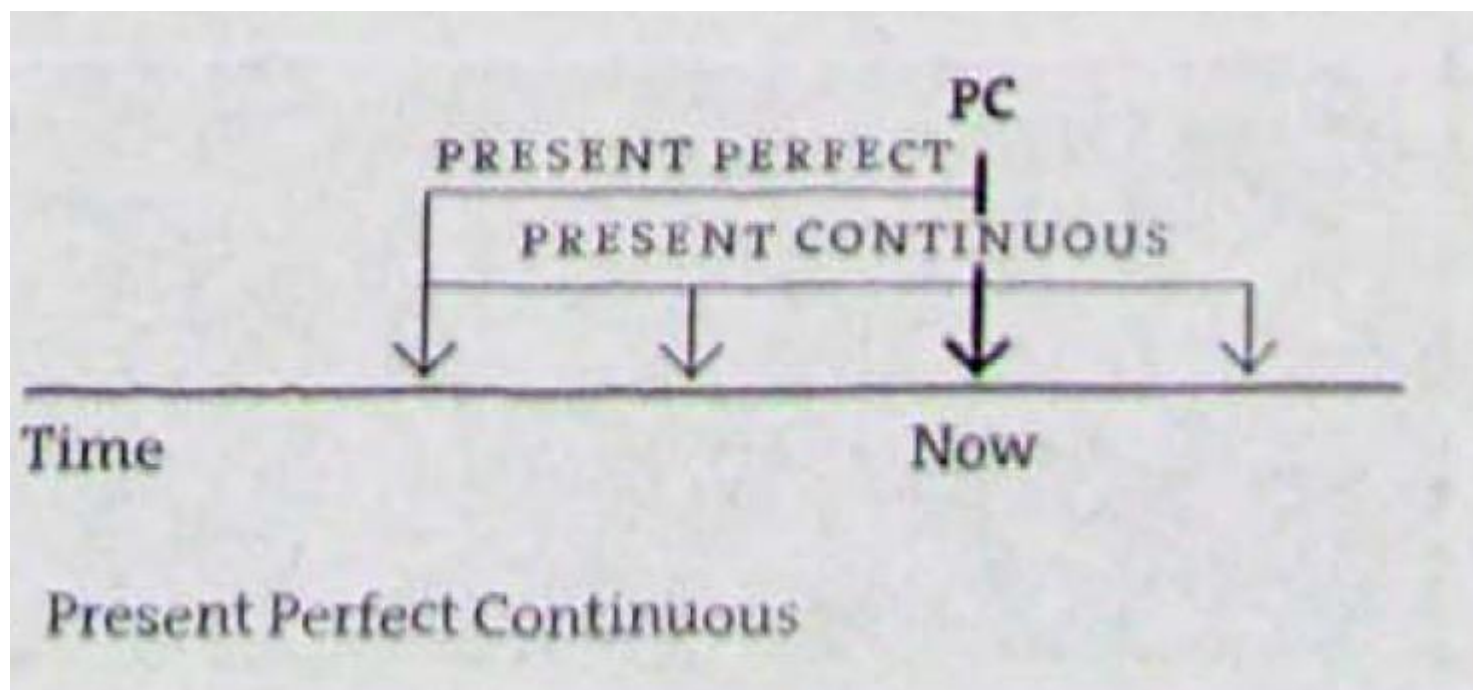 PC
PRESENT PERFECT
PRESENT CONTINUOUS
Time Now
Present Perfect Continuous